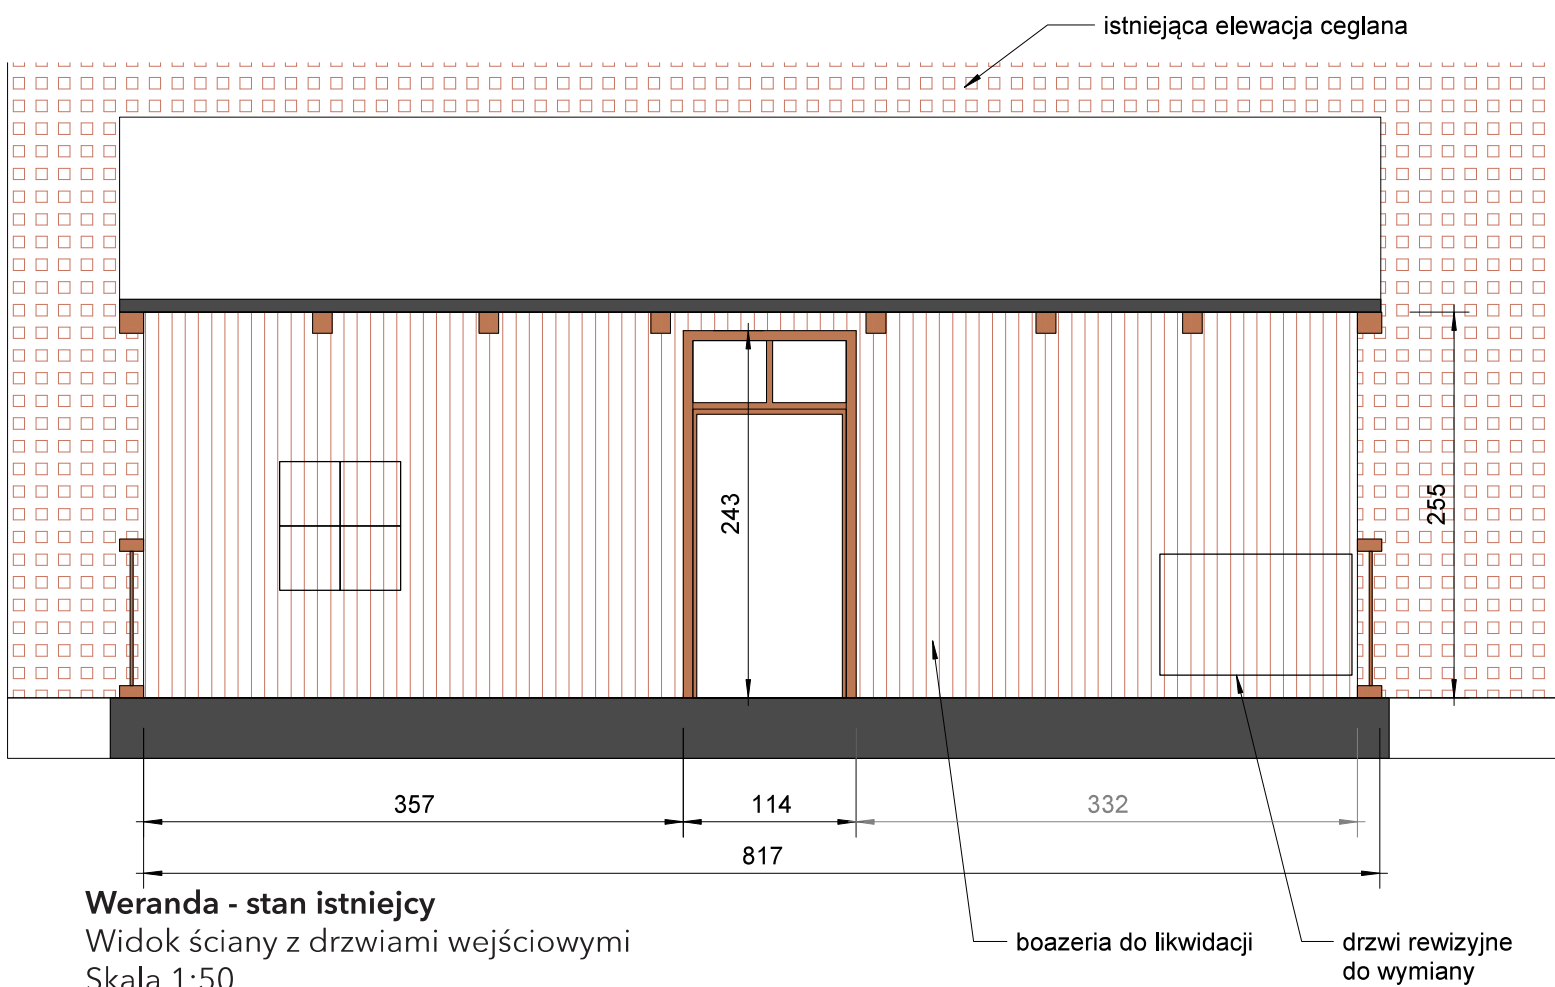 istniejąca elewacja ceglana
243
255
357
114
332
817
Weranda - stan istniejcy
Widok ściany z drzwiami wejściowymi
Skala 1:50
boazeria do likwidacji
drzwi rewizyjne
do wymiany